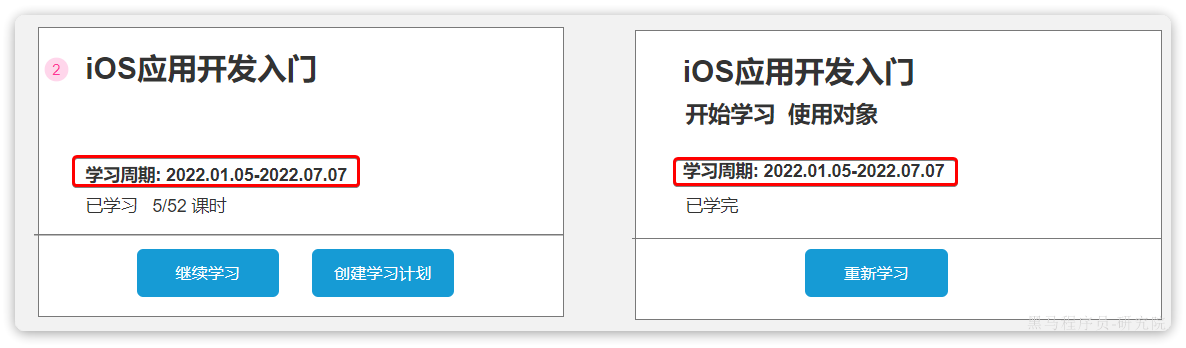 2
iOS应用开发入门
学习周期: 2022.01.05-2022.07.07
已学习 5/52 课时
继续学习
创建学习计划
iOS应用开发入门
开始学习 使用对象
学习周期: 2022.01.05-2022.07.07
已学完
重新学习
黑马程序员-研究院